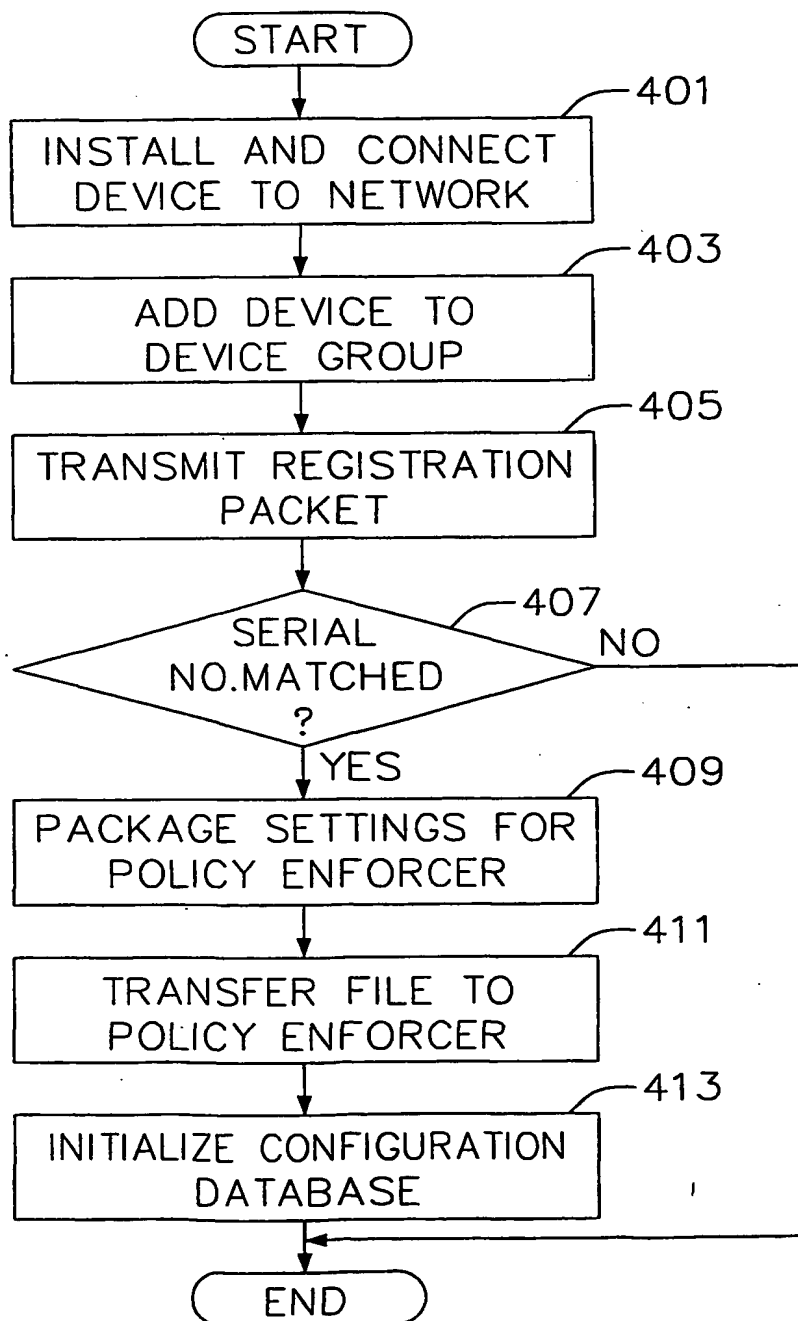 START
401
INSTALL AND CONNECT
DEVICE TO NETWORK
403
ADD DEVICE TO
DEVICE GROUP
405
TRANSMIT REGISTRATION
PACKET
407
SERIAL
NO.MATCHED
?
NO
YES
409
PACKAGE SETTINGS FOR
POLICY ENFORCER
411
TRANSFER FILE TO
POLICY ENFORCER
413
INITIALIZE CONFIGURATION
DATABASE
END